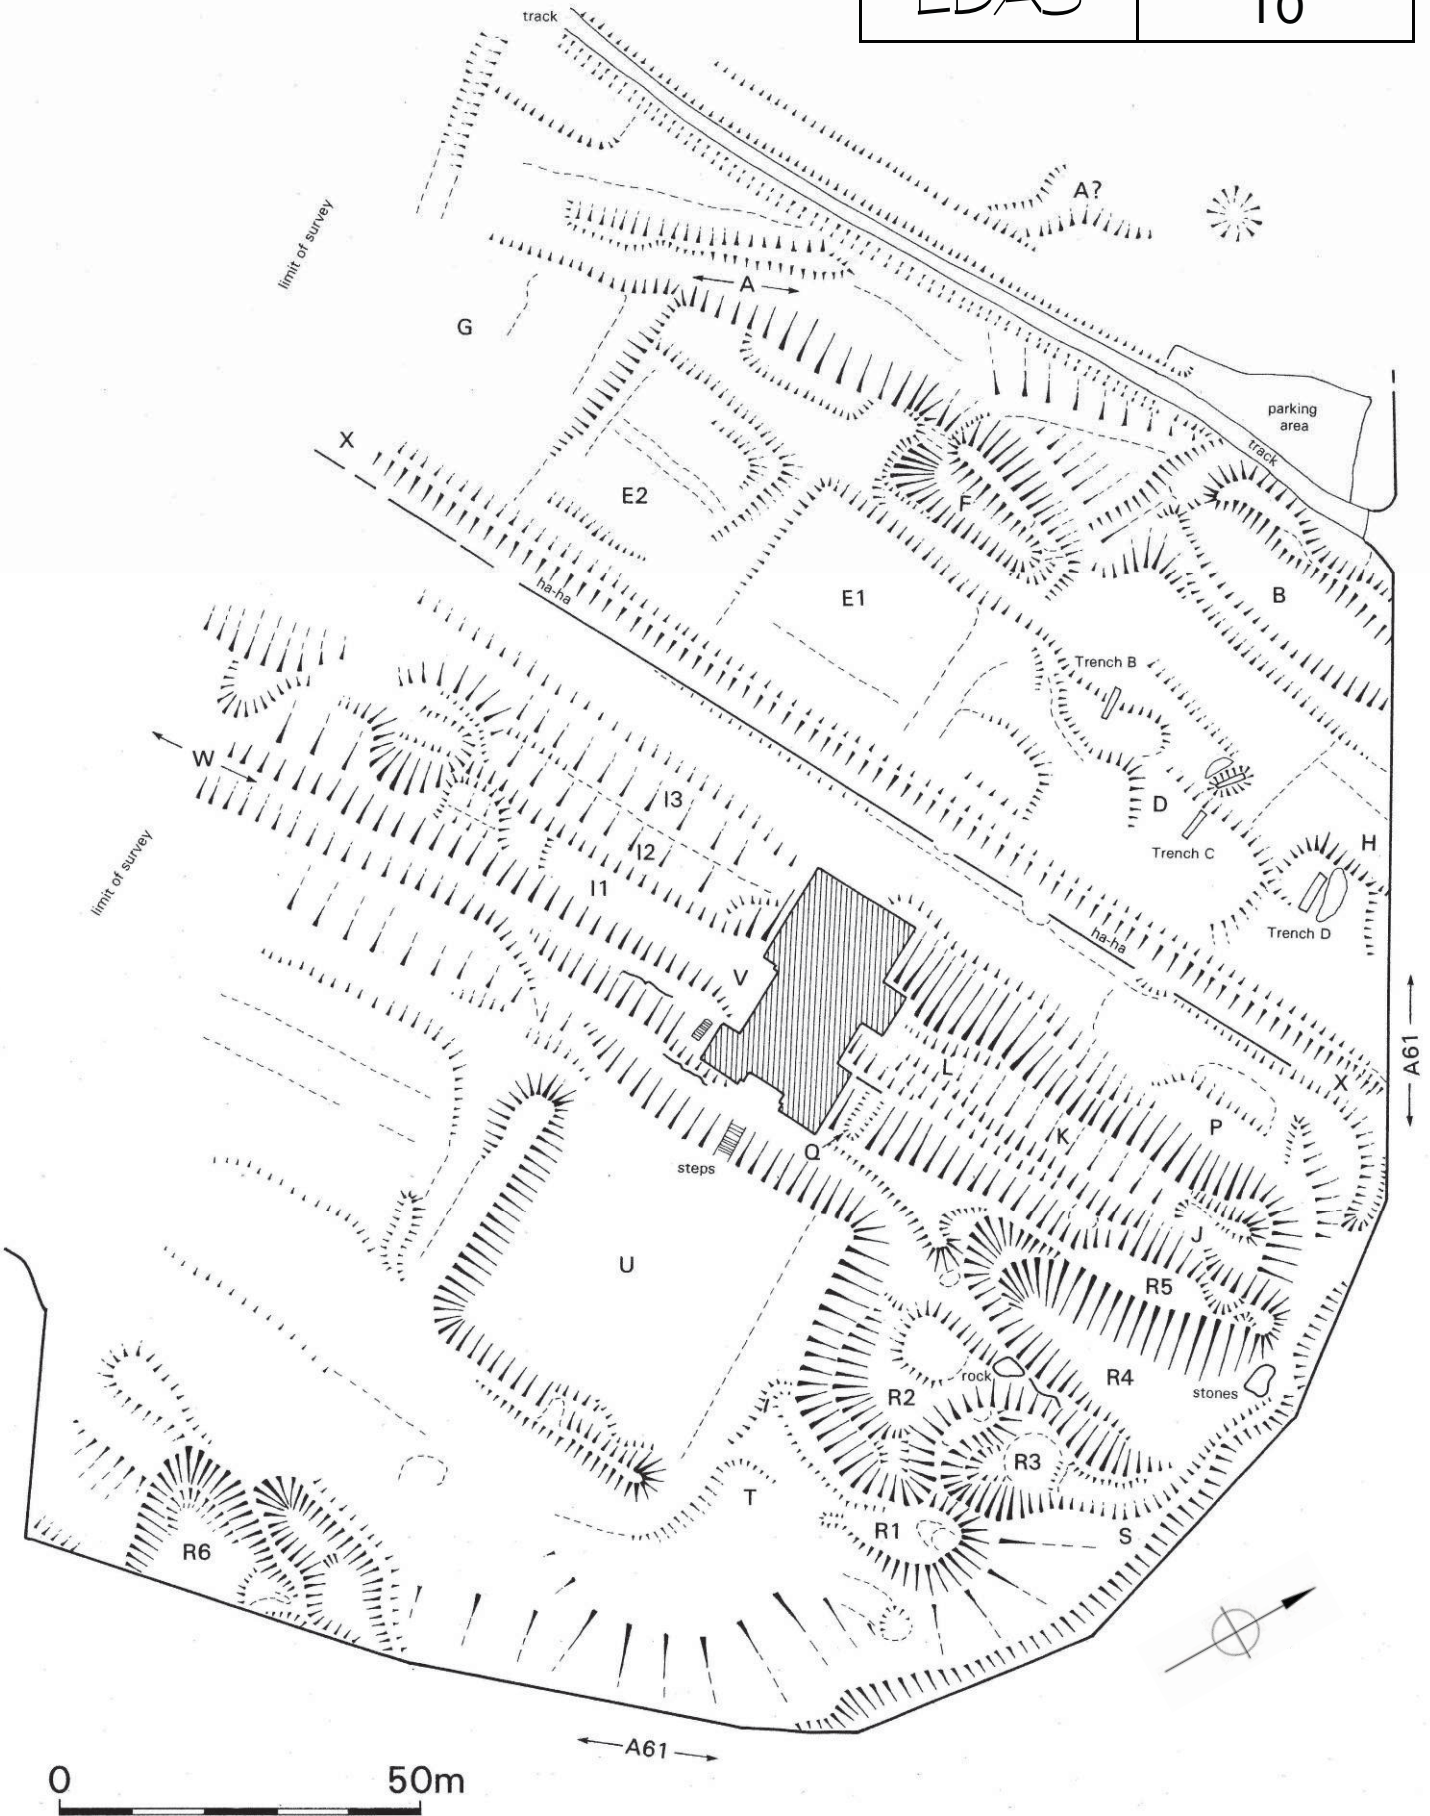 EDAS
10
track
A?
limit of survey
A
G
parking
area
track
X
E2
F
B
ha-ha
E1
Trench B
W
I3
D
H
I2
Trench C
limit of survey
I1
Trench D
ha-ha
V
A61
L
X
K
P
Q
steps
J
U
R5
rock
R4
stones
R2
R3
T
R1
S
R6
A61
0
50m